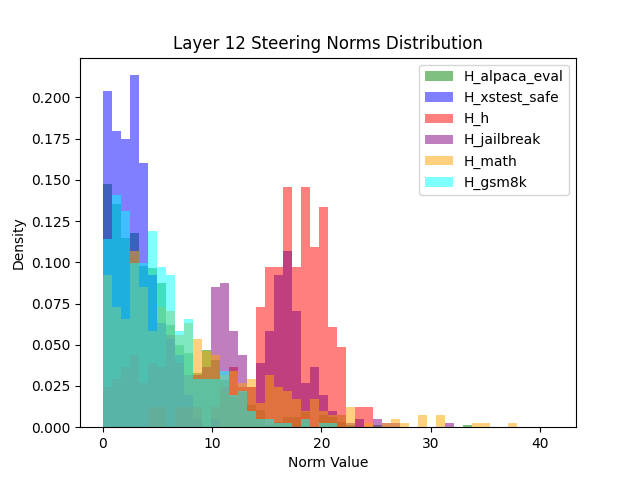 Layer 12 Steering Norms Distribution
H_alpaca_eval
H_xstest_safe
H_h
H_jailbreak
H_math
H_gsm8k
0.200
0.175
0.150
0.125
0.100
0.075
0.050
0.025
0.000
Density
0 10 20 30 40
Norm Value